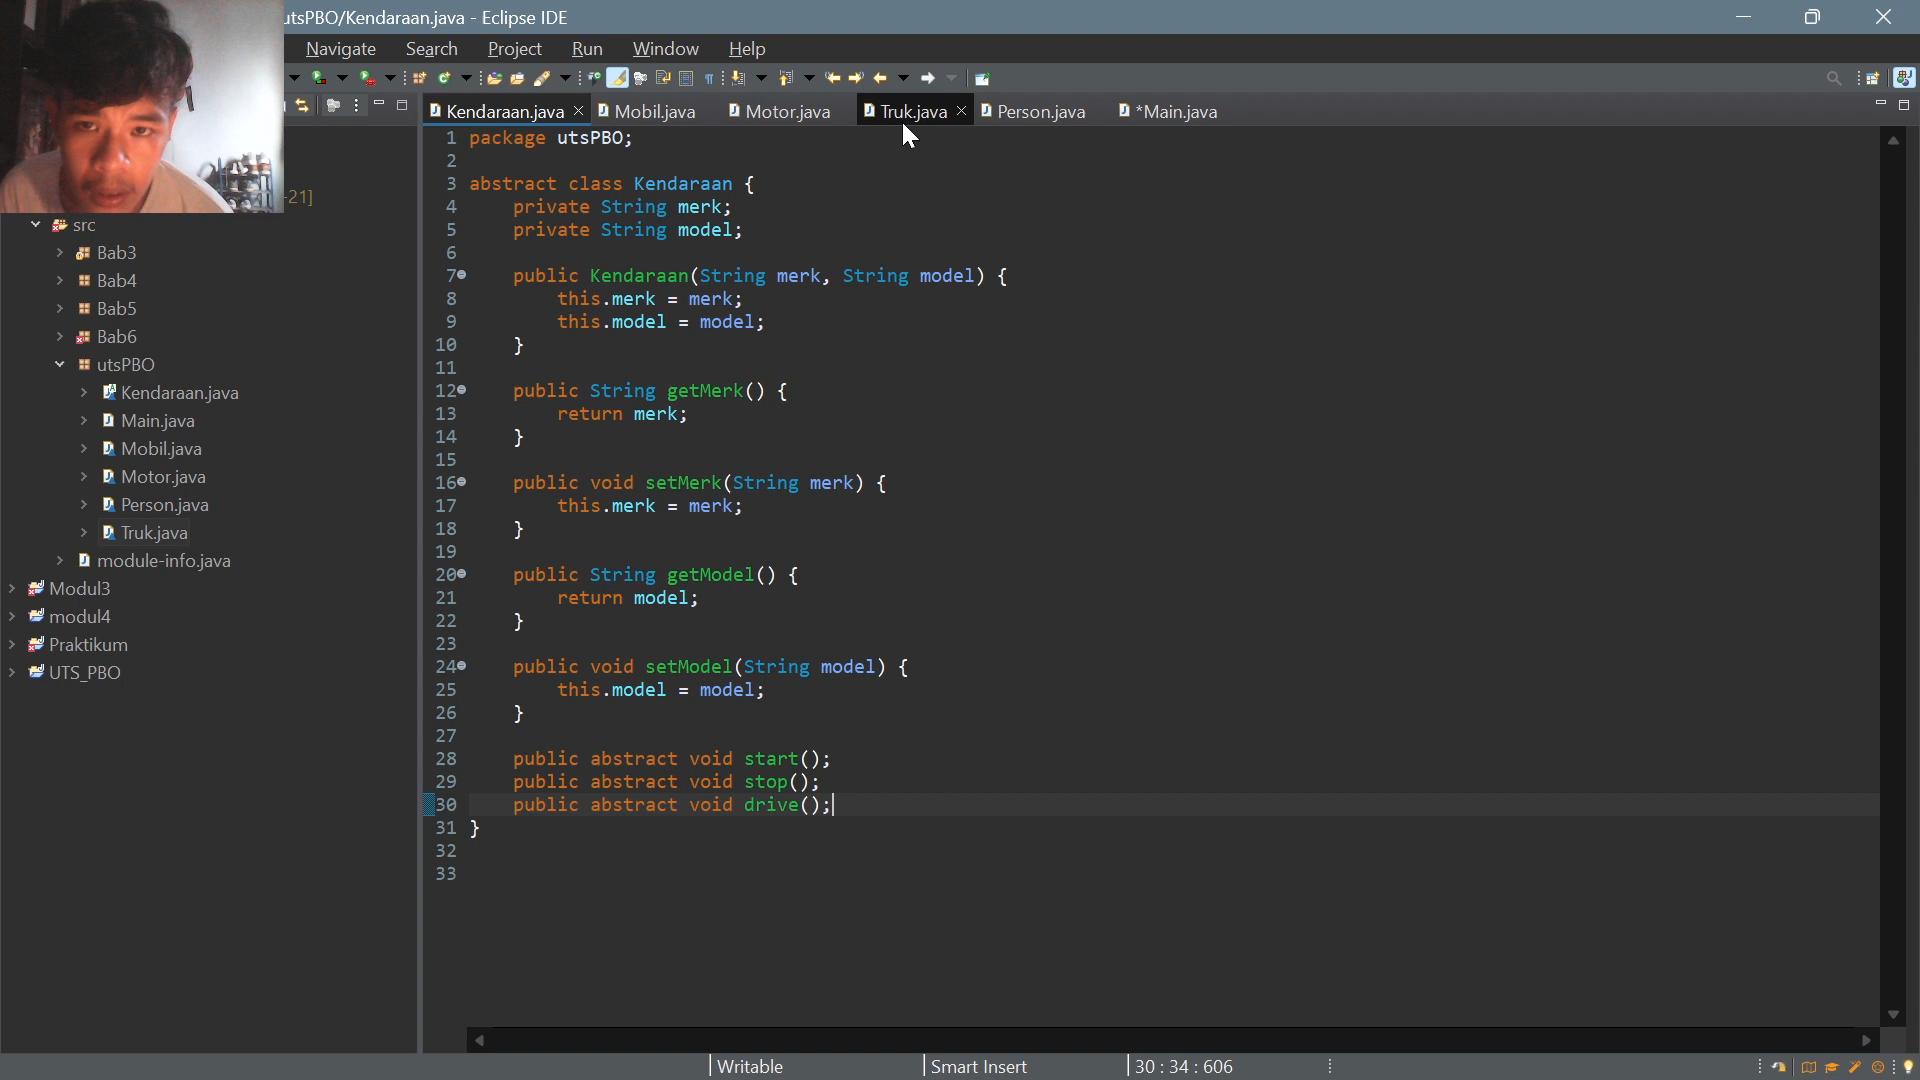 utsPBO/Kendaraan.java - Eclipse IDE
Navigate Search Project Run Window Help
Kendaraan.java Mobil.java Motor.java Truk.java Person.java *Main.java
-21]
src
Bab3
Bab4
Bab5
Bab6
utsPBO
Kendaraan.java
Main.java
Mobil.java
Motor.java
Person.java
Truk.java
module-info.java
Modul3
modul4
Praktikum
UTS_PBO
1 package utsPBO;
2
3 abstract class Kendaraan {
4 private String merk;
5 private String model;
6
7 public Kendaraan(String merk, String model) {
8 this.merk = merk;
9 this.model = model;
10 }
11
12 public String getMerk() {
13 return merk;
14 }
15
16 public void setMerk(String merk) {
17 this.merk = merk;
18 }
19
20 public String getModel() {
21 return model;
22 }
23
24 public void setModel(String model) {
25 this.model = model;
26 }
27
28 public abstract void start();
29 public abstract void stop();
30 public abstract void drive();
31 }
32
33
Writable Smart Insert 30 : 34 : 606